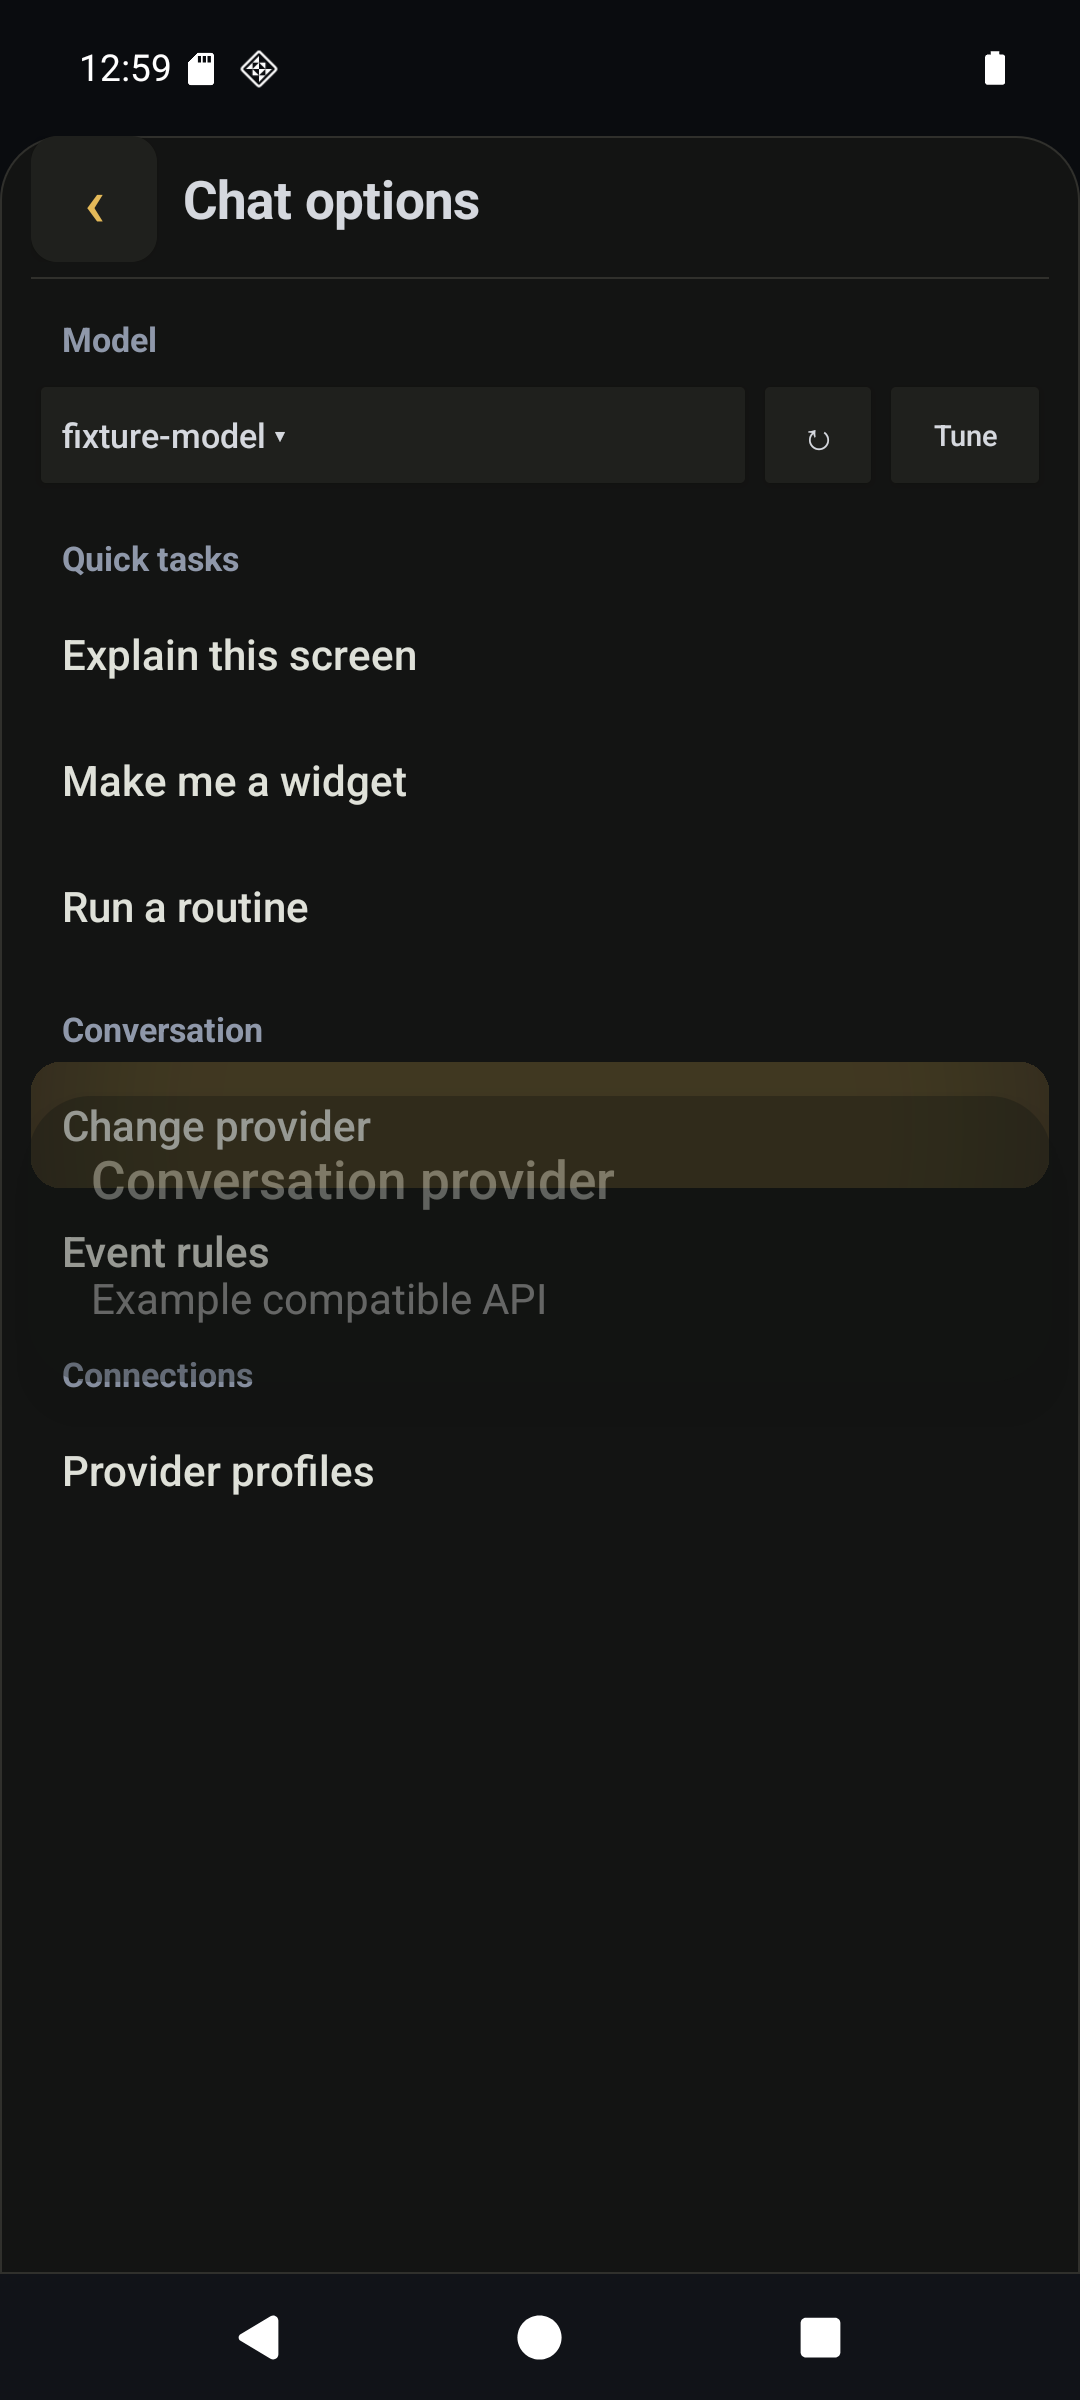 12:59
‹ Chat options
Model
fixture-model ▾ ↻ Tune
Quick tasks
Explain this screen
Make me a widget
Run a routine
Conversation
Change provider
Conversation provider
Event rules
Example compatible API
Connections
Provider profiles